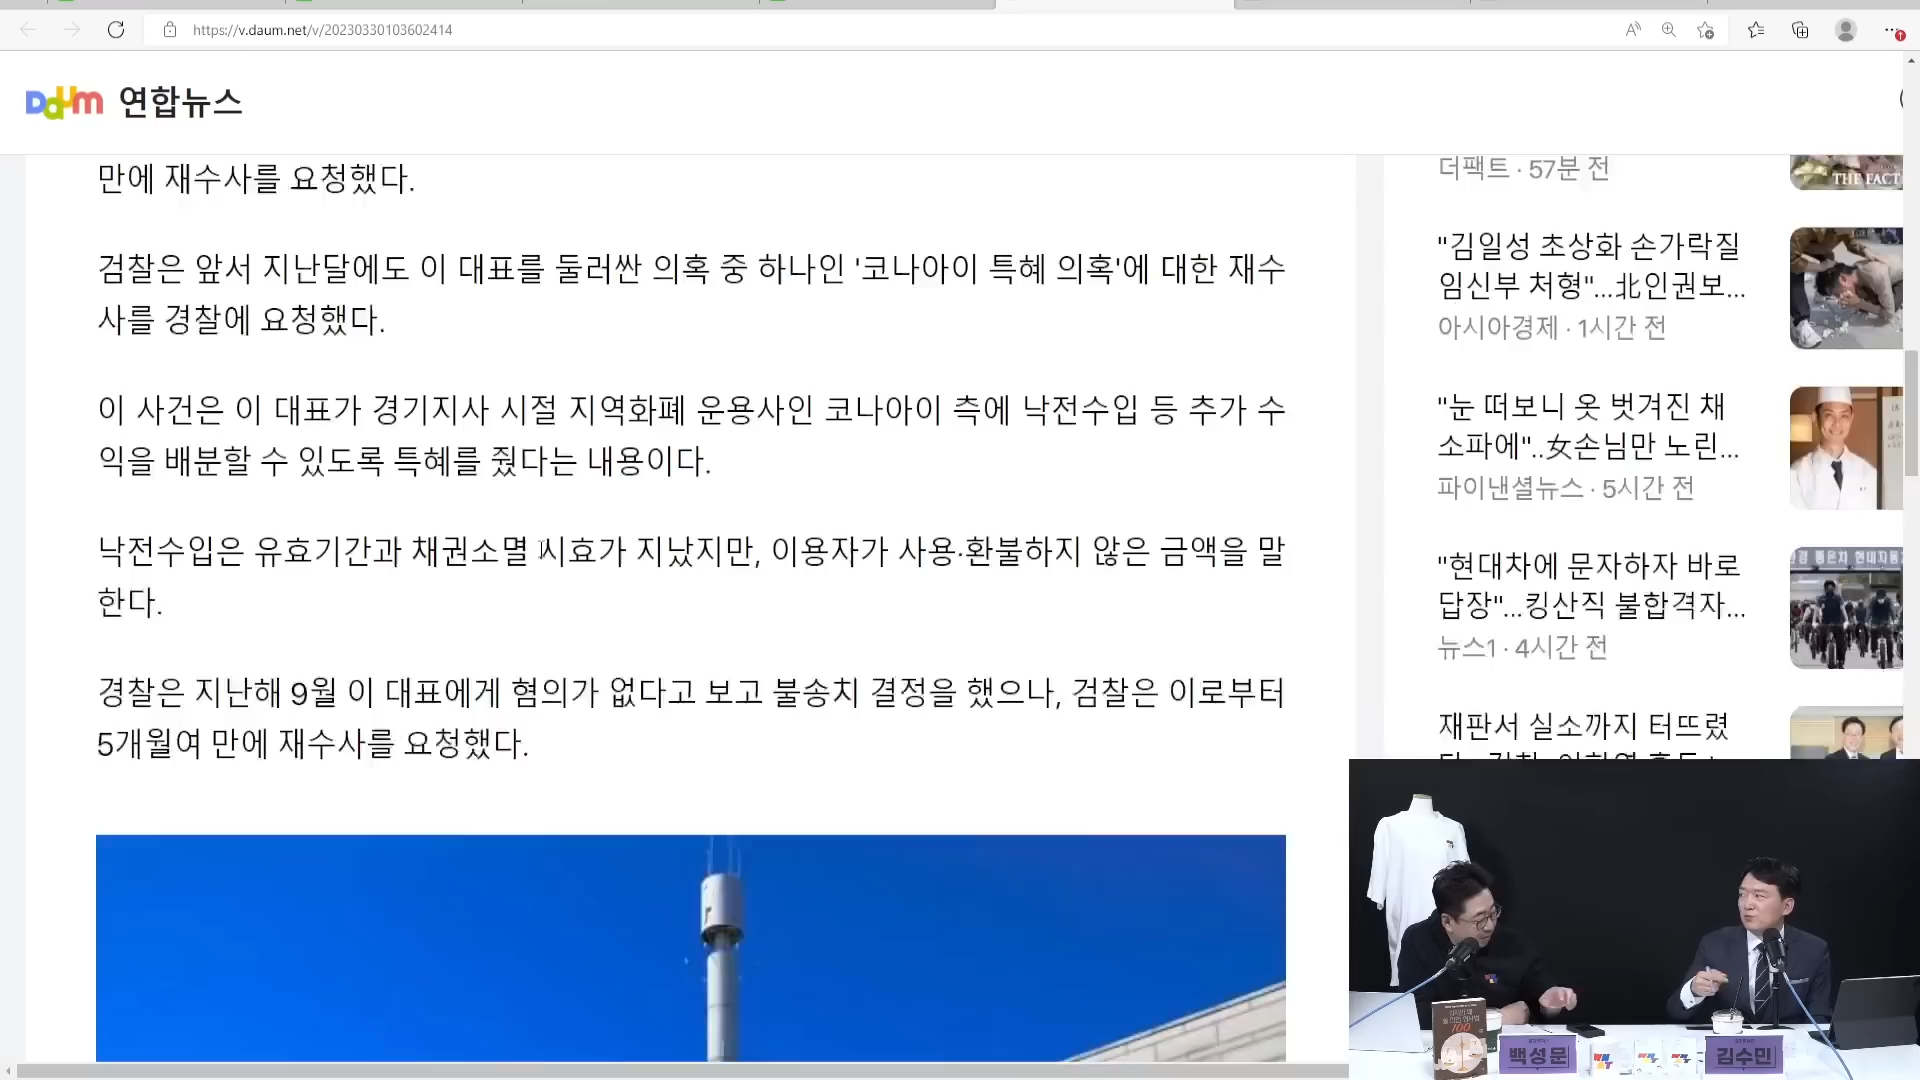 https://v.daum.net/v/20230330103602414
Daum 연합뉴스
만에 재수사를 요청했다.
검찰은 앞서 지난달에도 이 대표를 둘러싼 의혹 중 하나인 '코나아이 특혜 의혹'에 대한 재수
사를 경찰에 요청했다.
이 사건은 이 대표가 경기지사 시절 지역화폐 운용사인 코나아이 측에 낙전수입 등 추가 수
익을 배분할 수 있도록 특혜를 줬다는 내용이다.
낙전수입은 유효기간과 채권소멸 시효가 지났지만, 이용자가 사용·환불하지 않은 금액을 말
한다.
경찰은 지난해 9월 이 대표에게 혐의가 없다고 보고 불송치 결정을 했으나, 검찰은 이로부터
5개월여 만에 재수사를 요청했다.
더팩트 · 57분 전
THE FACT
"김일성 초상화 손가락질
임신부 처형"...北인권보...
아시아경제 · 1시간 전
"눈 떠보니 옷 벗겨진 채
소파에"..女손님만 노린...
파이낸셜뉴스 · 5시간 전
"현대차에 문자하자 바로
답장"...킹산직 불합격자...
뉴스1 · 4시간 전
재판서 실소까지 터뜨렸
100
백성문
김수민